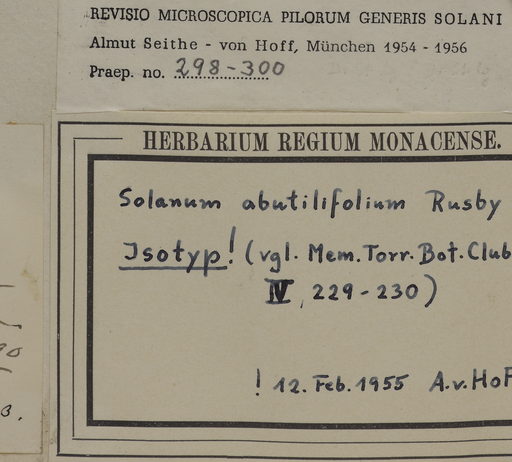 REVISIO MICROSCOPICA PILORUM GENERIS SOLANI
Almut Seithe - von Hoff, München 1954 - 1956
Praep. no. 298-300
HERBARIUM REGIUM MONACENSE.
Solanum abutilifolium Rusby
Isotyp! (vgl. Mem. Torr. Bot. Club
IV, 229-230)
! 12. Feb. 1955 A.v.Hof